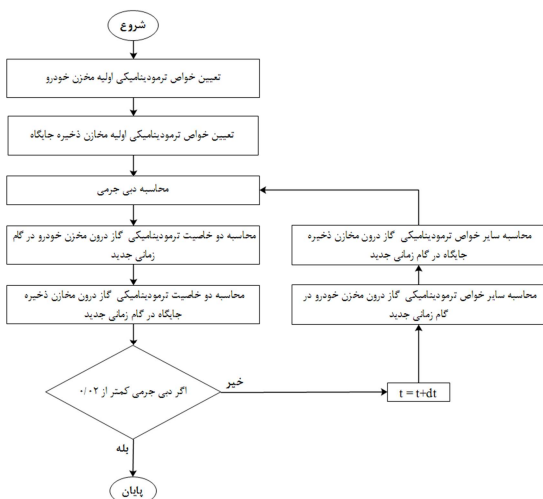 شروع
تعیین خواص ترمودینامیکی اولیه مخزن خودرو
تعیین خواص ترمودینامیکی اولیه مخازن ذخیره جایگاه
محاسبه دبی جرمی
محاسبه دو خاصیت ترمودینامیکی گاز درون مخزن خودرو در گام
زمانی جدید
محاسبه دو خاصیت ترمودینامیکی گاز درون مخازن ذخیره
جایگاه در گام زمانی جدید
اگر دبی جرمی کمتر از ۰/۰۲
خیر
t = t+dt
محاسبه سایر خواص ترمودینامیکی گاز درون مخزن خودرو در
گام زمانی جدید
محاسبه سایر خواص ترمودینامیکی گاز درون مخازن ذخیره
جایگاه در گام زمانی جدید
بله
پایان